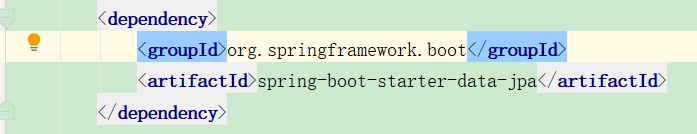 <dependency>
<groupId>org.springframework.boot</groupId>
<artifactId>spring-boot-starter-data-jpa</artifactId>
</dependency>